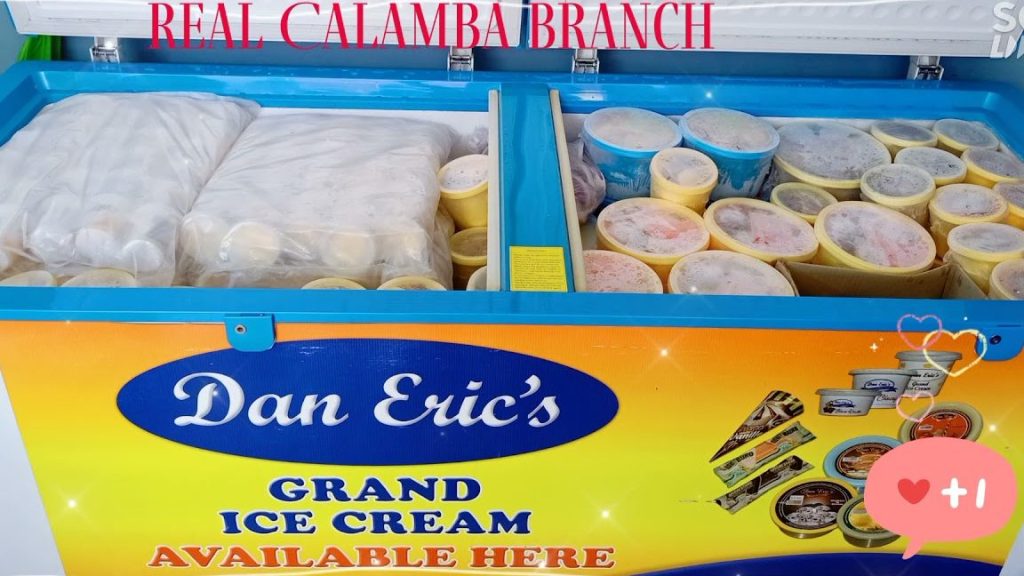 REAL CALAMBA BRANCH
Dan Eric's
GRAND
ICE CREAM
AVAILABLE HERE
+1